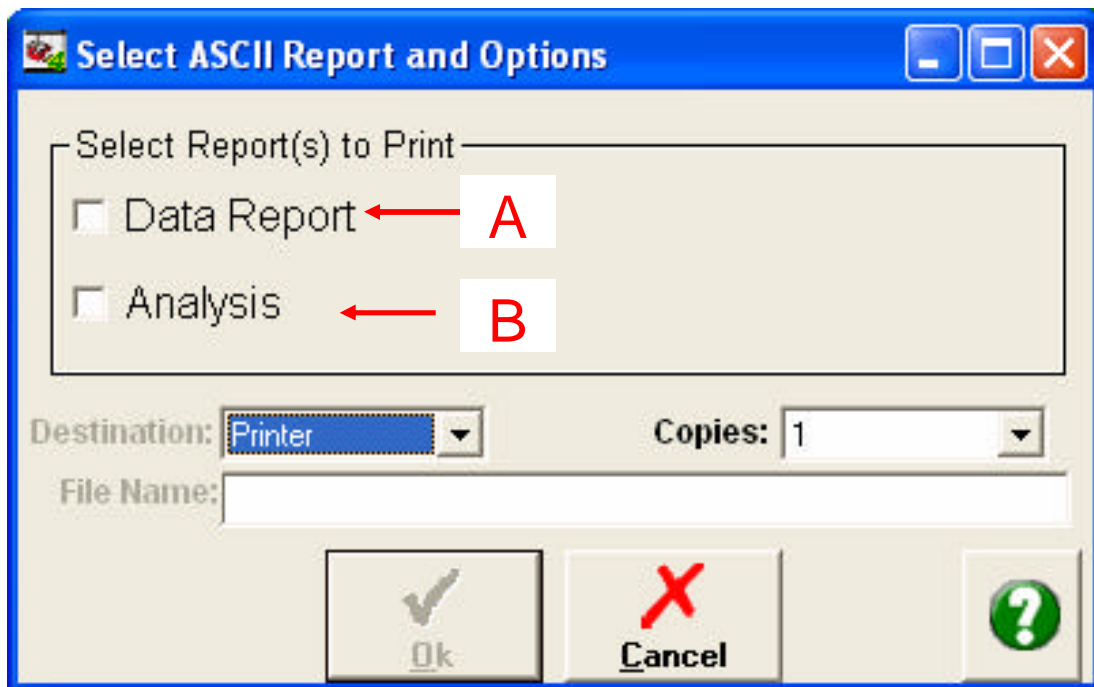 Select ASCII Report and Options
Select Report(s) to Print
Data Report
A
Analysis
B
Destination: Printer Copies: 1
File Name:
Ok Cancel ?